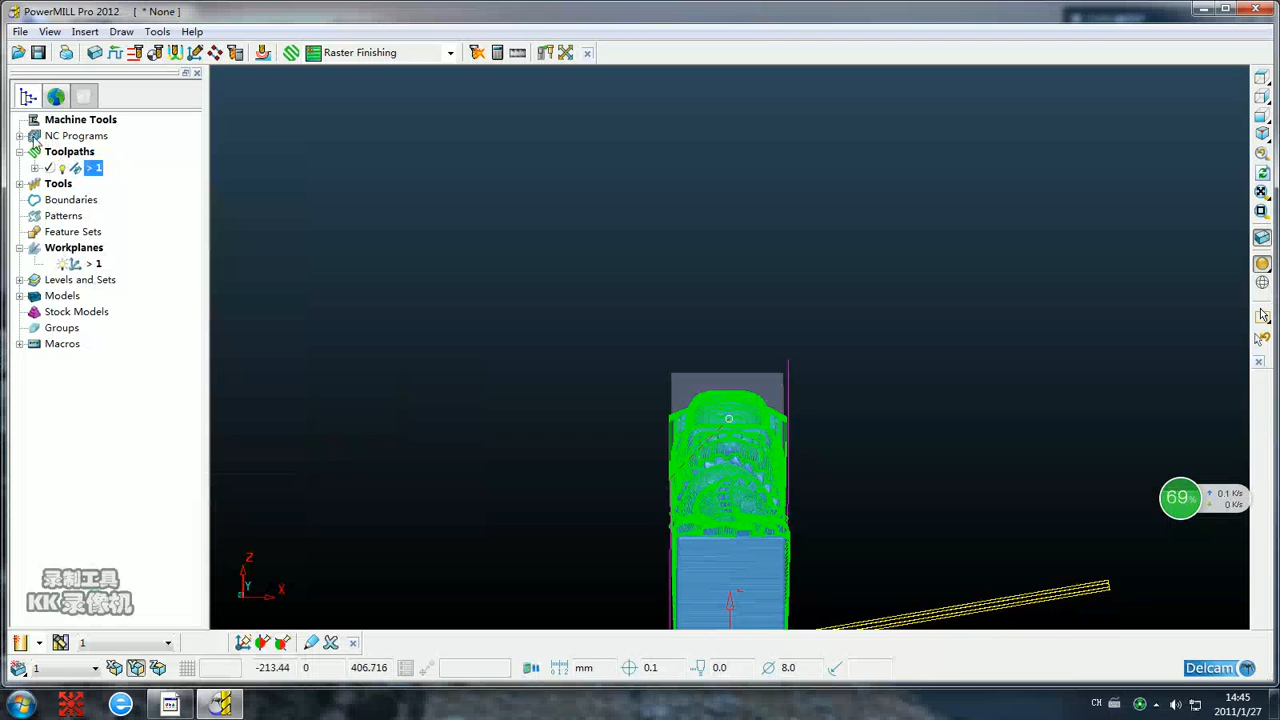 PowerMILL Pro 2012     [ * None ]
File View Insert Draw Tools Help
Raster Finishing
Machine Tools
NC Programs
Toolpaths
> 1
Tools
Boundaries
Patterns
Feature Sets
Workplanes
> 1
Levels and Sets
Models
Stock Models
Groups
Macros
69%
0.1 K/s
0 K/s
Z
Y
X
录制工具
KK 录像机
1
1
-213.44 0 406.716 mm 0.1 0.0 8.0 Delcam
CH 14:45
2011/1/27